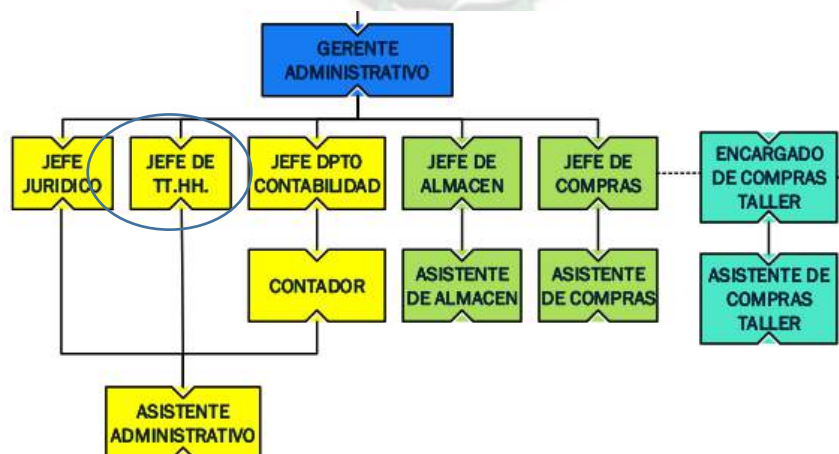 GERENTE
ADMINISTRATIVO
JEFE
JURIDICO
JEFE DE
TT.HH.
JEFE DPTO
CONTABILIDAD
JEFE DE
ALMACEN
JEFE DE
COMPRAS
ENCARGADO
DE COMPRAS
TALLER
CONTADOR
ASISTENTE
DE ALMACEN
ASISTENTE
DE COMPRAS
ASISTENTE DE
COMPRAS
TALLER
ASISTENTE
ADMINISTRATIVO